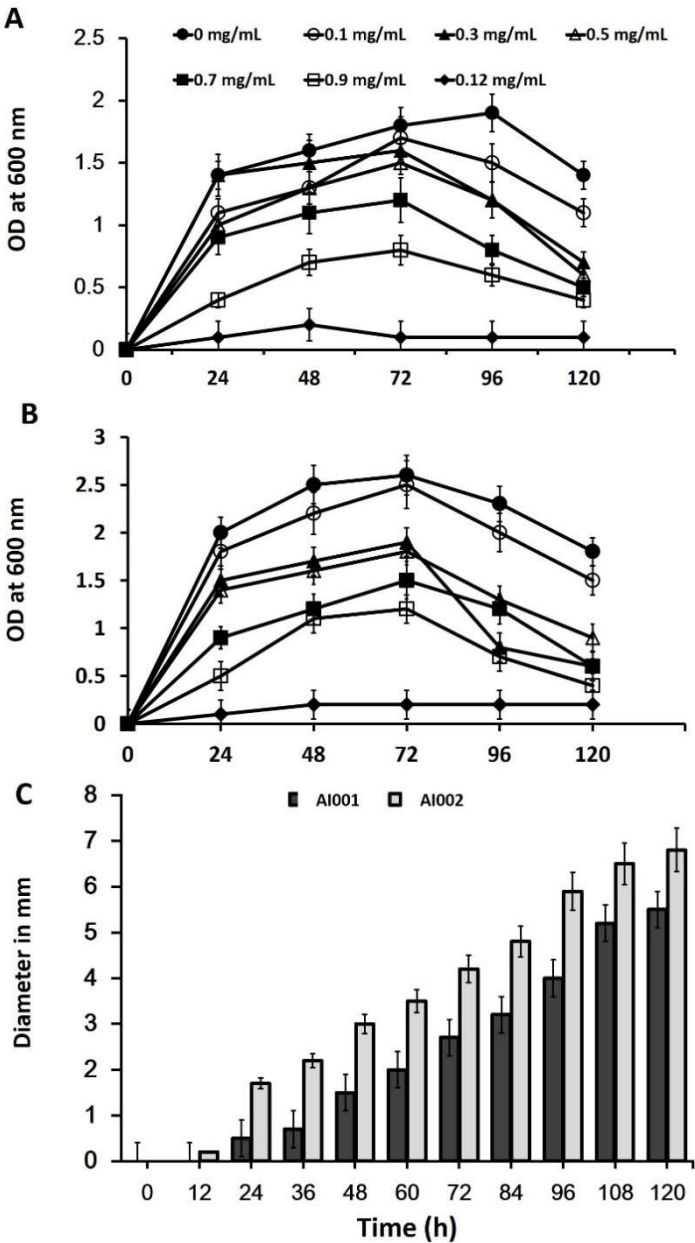 A
0 mg/mL 0.1 mg/mL 0.3 mg/mL 0.5 mg/mL
0.7 mg/mL 0.9 mg/mL 0.12 mg/mL
OD at 600 nm
2.5
2
1.5
1
0.5
0
0 24 48 72 96 120
B
OD at 600 nm
3
2.5
2
1.5
1
0.5
0
0 24 48 72 96 120
C
AI001 AI002
Diameter in mm
8
7
6
5
4
3
2
1
0
0 12 24 36 48 60 72 84 96 108 120
Time (h)